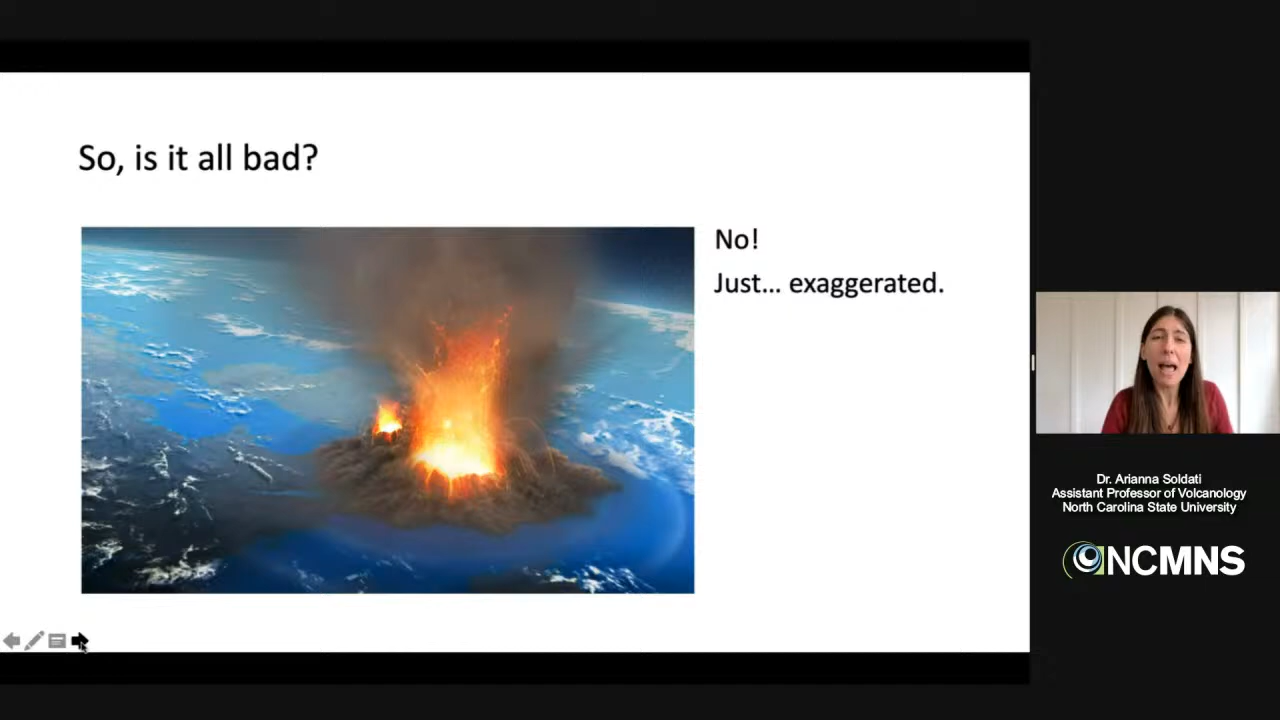 So, is it all bad?
No!
Just... exaggerated.
Dr. Arianna Soldati
Assistant Professor of Volcanology
North Carolina State University
NCMNS